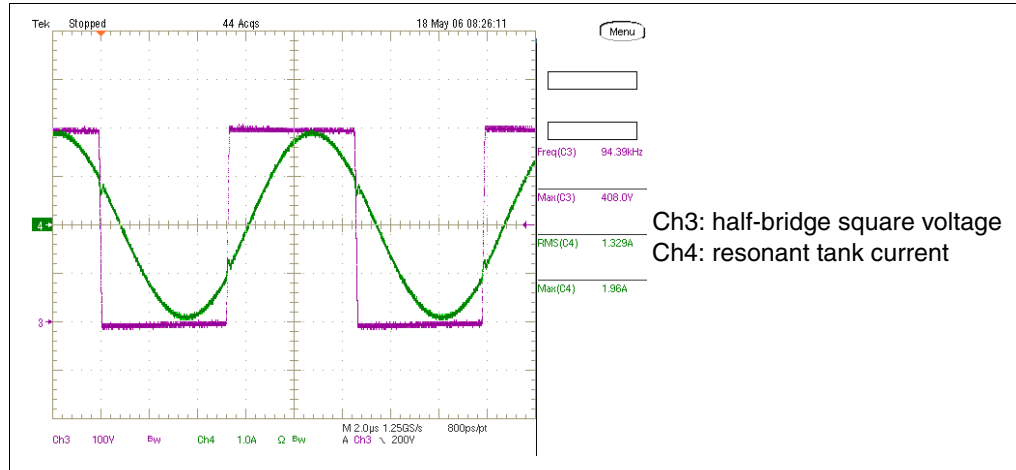 Tek Stopped 44 Acqs 18 May 06 08:26:11
Menu
Freq(C3) 94.39kHz
Max(C3) 408.0V
RMS(C4) 1.329A
Max(C4) 1.96A
4
3
Ch3: half-bridge square voltage
Ch4: resonant tank current
M 2.0µs 1.25GS/s 800ps/pt
Ch3 100V Bw Ch4 1.0A Ω Bw A Ch3 \ 200V